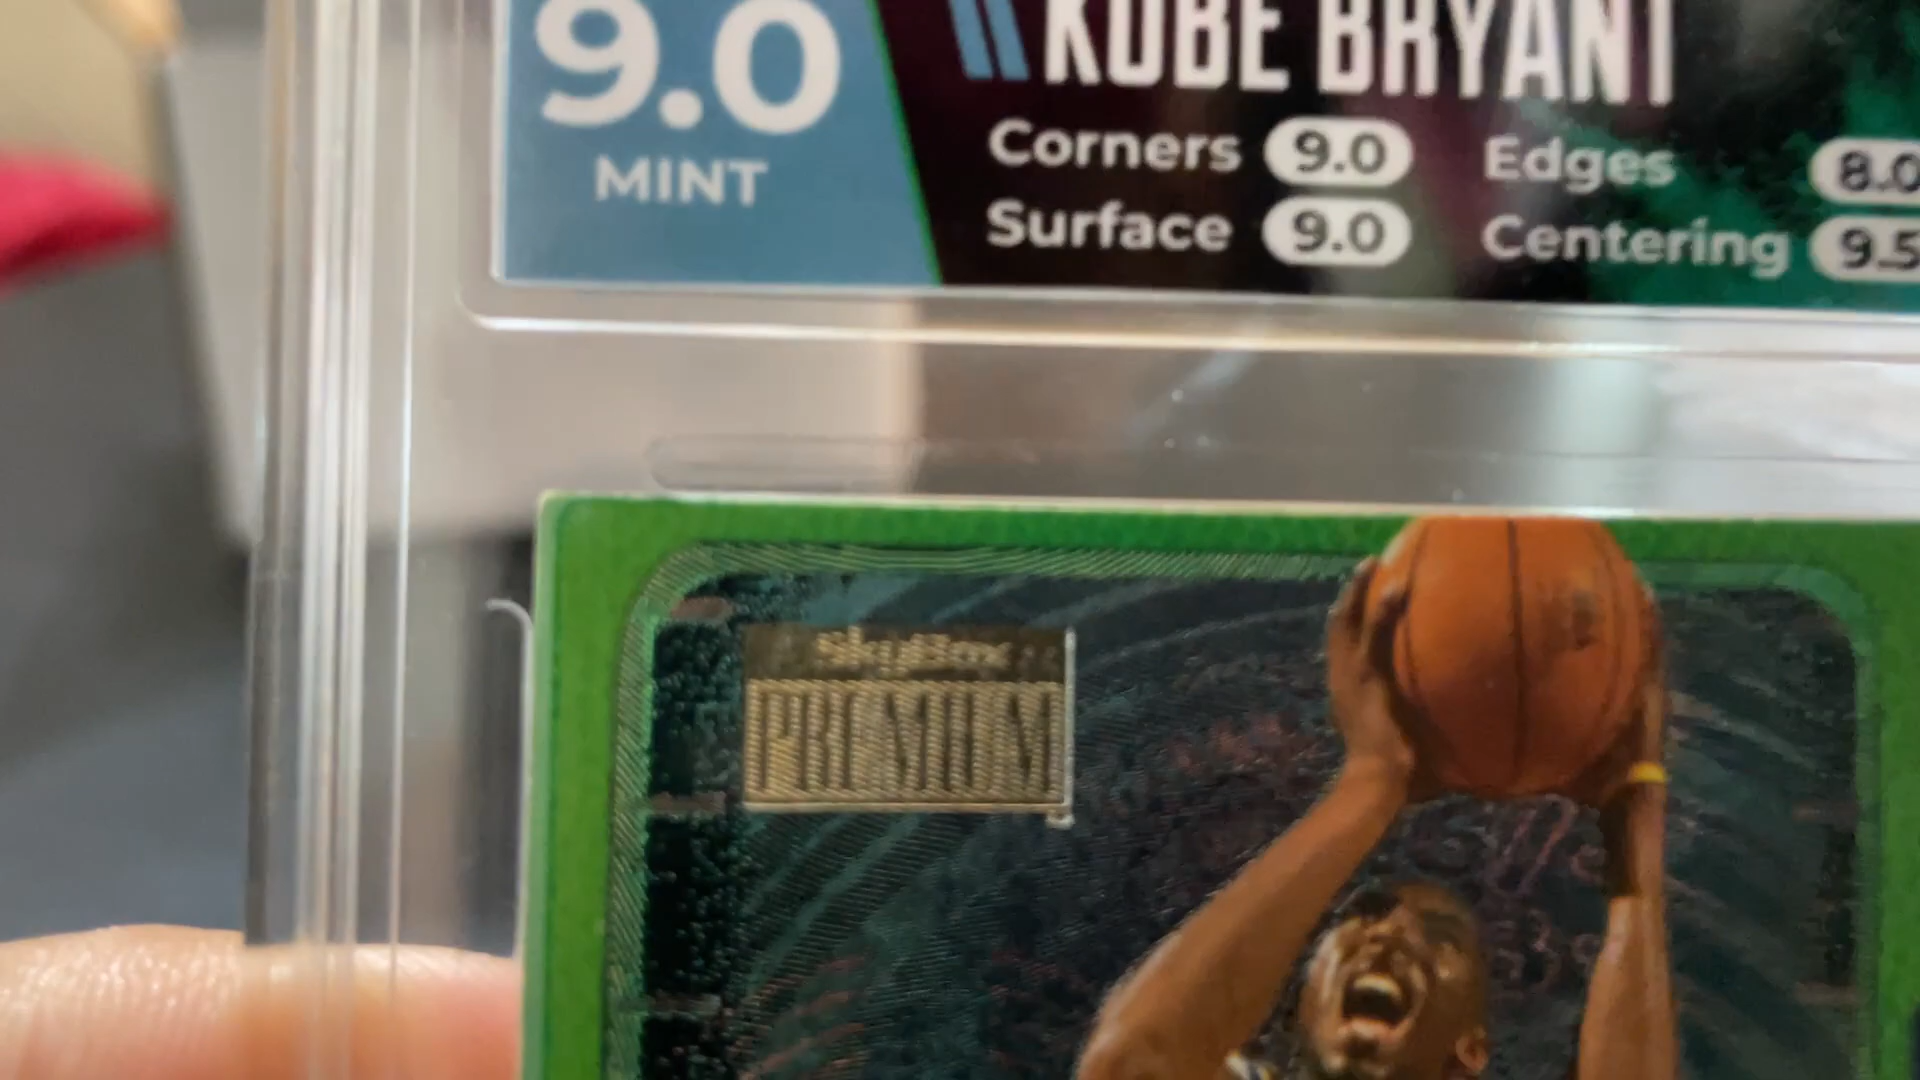 9.0
MINT
KOBE BRYANT
Corners 9.0 Edges 8.0
Surface 9.0 Centering 9.5
SkyBox
PREMIUM